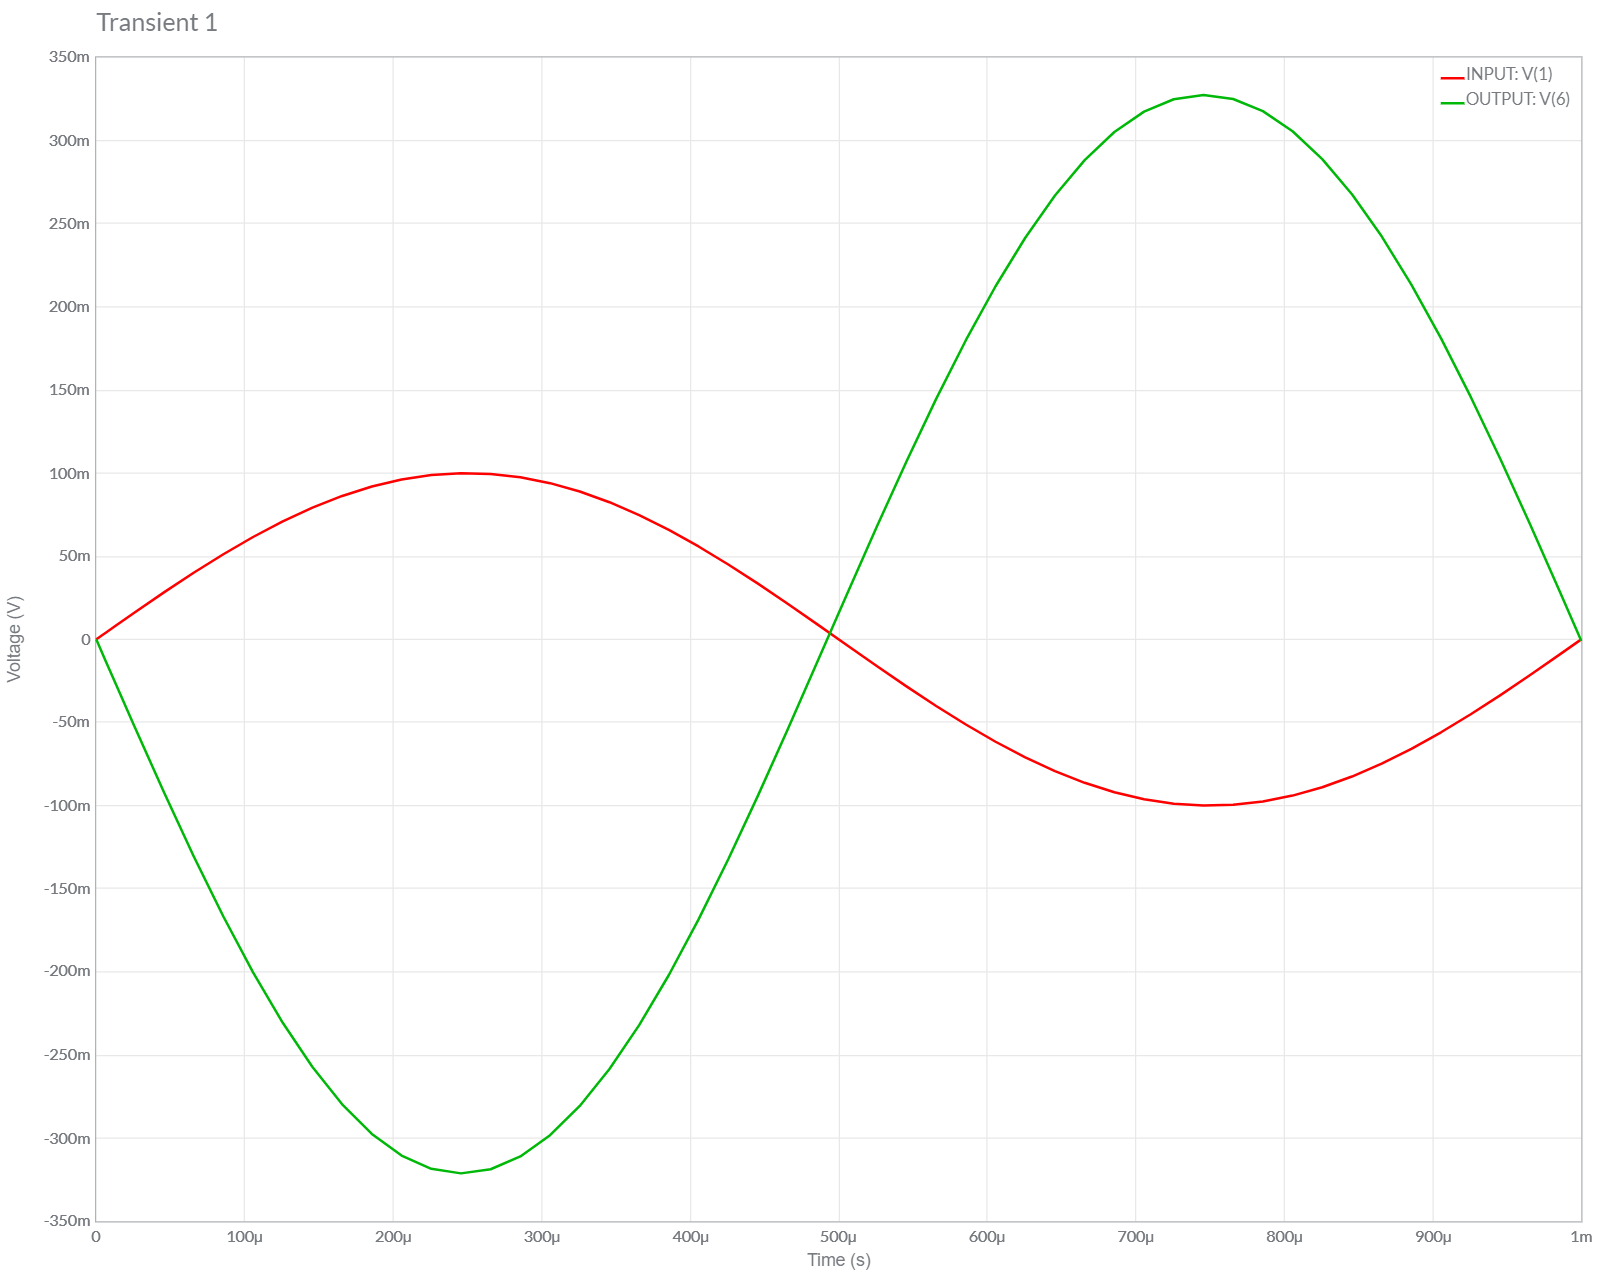 Transient 1
350m
300m
250m
200m
150m
100m
50m
0
-50m
-100m
-150m
-200m
-250m
-300m
-350m
Voltage (V)
INPUT: V(1)
OUTPUT: V(6)
0 100µ 200µ 300µ 400µ 500µ 600µ 700µ 800µ 900µ 1m
Time (s)